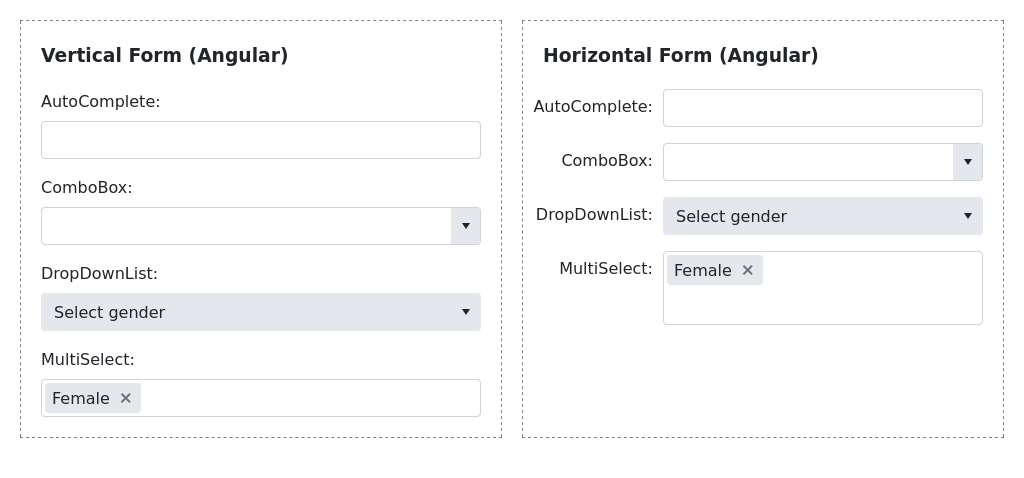 Vertical Form (Angular)
AutoComplete:
ComboBox:
DropDownList:
Select gender
MultiSelect:
Female ✕
Horizontal Form (Angular)
AutoComplete:
ComboBox:
DropDownList: Select gender
MultiSelect: Female ✕